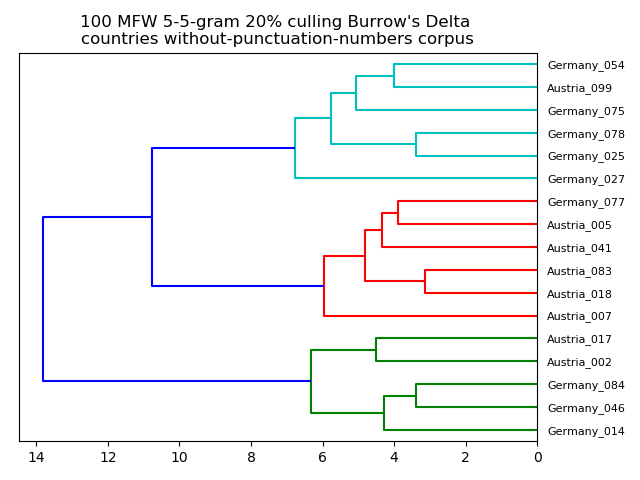 100 MFW 5-5-gram 20% culling Burrow's Delta
countries without-punctuation-numbers corpus
Germany_054
Austria_099
Germany_075
Germany_078
Germany_025
Germany_027
Germany_077
Austria_005
Austria_041
Austria_083
Austria_018
Austria_007
Austria_017
Austria_002
Germany_084
Germany_046
Germany_014
14 12 10 8 6 4 2 0